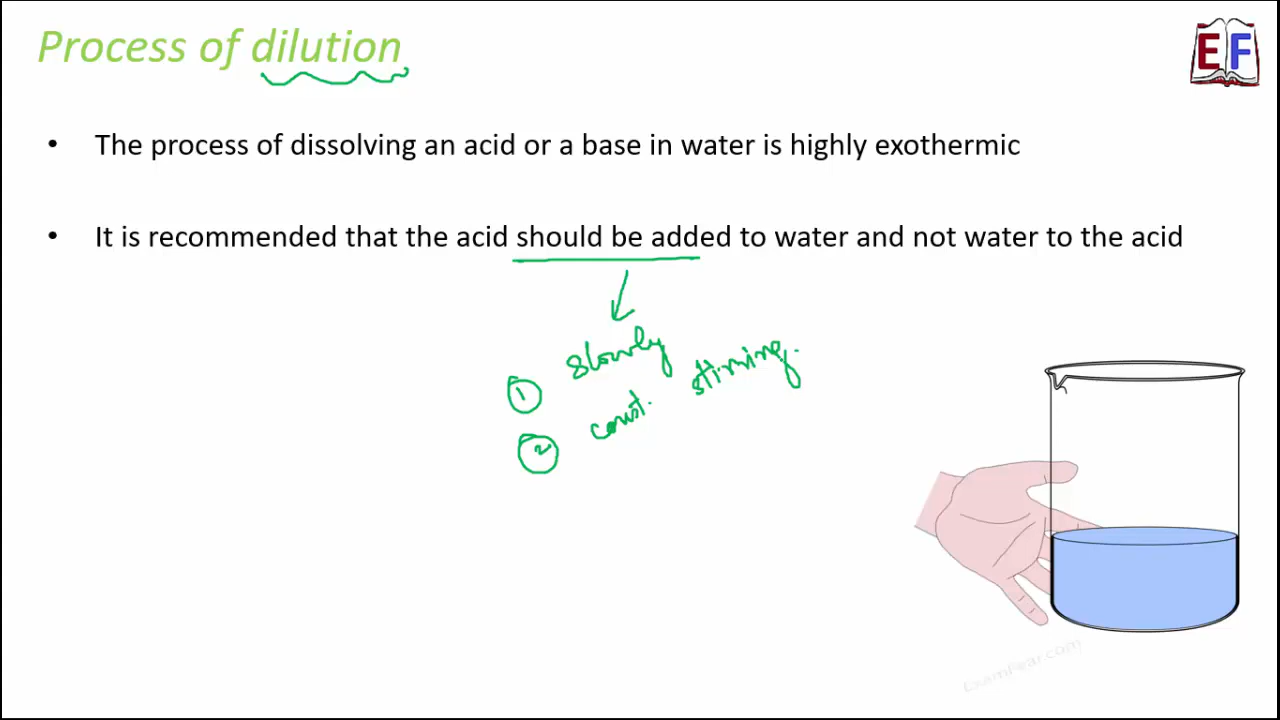 Process of dilution
EF
• The process of dissolving an acid or a base in water is highly exothermic
• It is recommended that the acid should be added to water and not water to the acid
① slowly
② const. stirring.
ExamFear.com